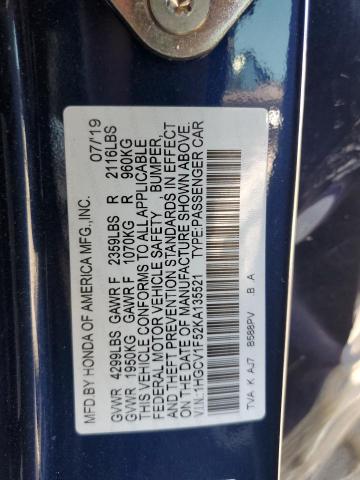 MFD.BY HONDA OF AMERICA MFG.,INC. 07/19
GVWR 4299LBS GAWR F 2359LBS R 2116LBS
GVWR 1950KG GAWR F 1070KG R 960KG
THIS VEHICLE CONFORMS TO ALL APPLICABLE
FEDERAL MOTOR VEHICLE SAFETY BUMPER,
AND THEFT PREVENTION STANDARDS IN EFFECT
ON THE DATE OF MANUFACTURE SHOWN ABOVE.
V.I.N.:1HGCV1F52KA135521 TYPE:PASSENGER CAR
TVA K AJ7 B588PV B A